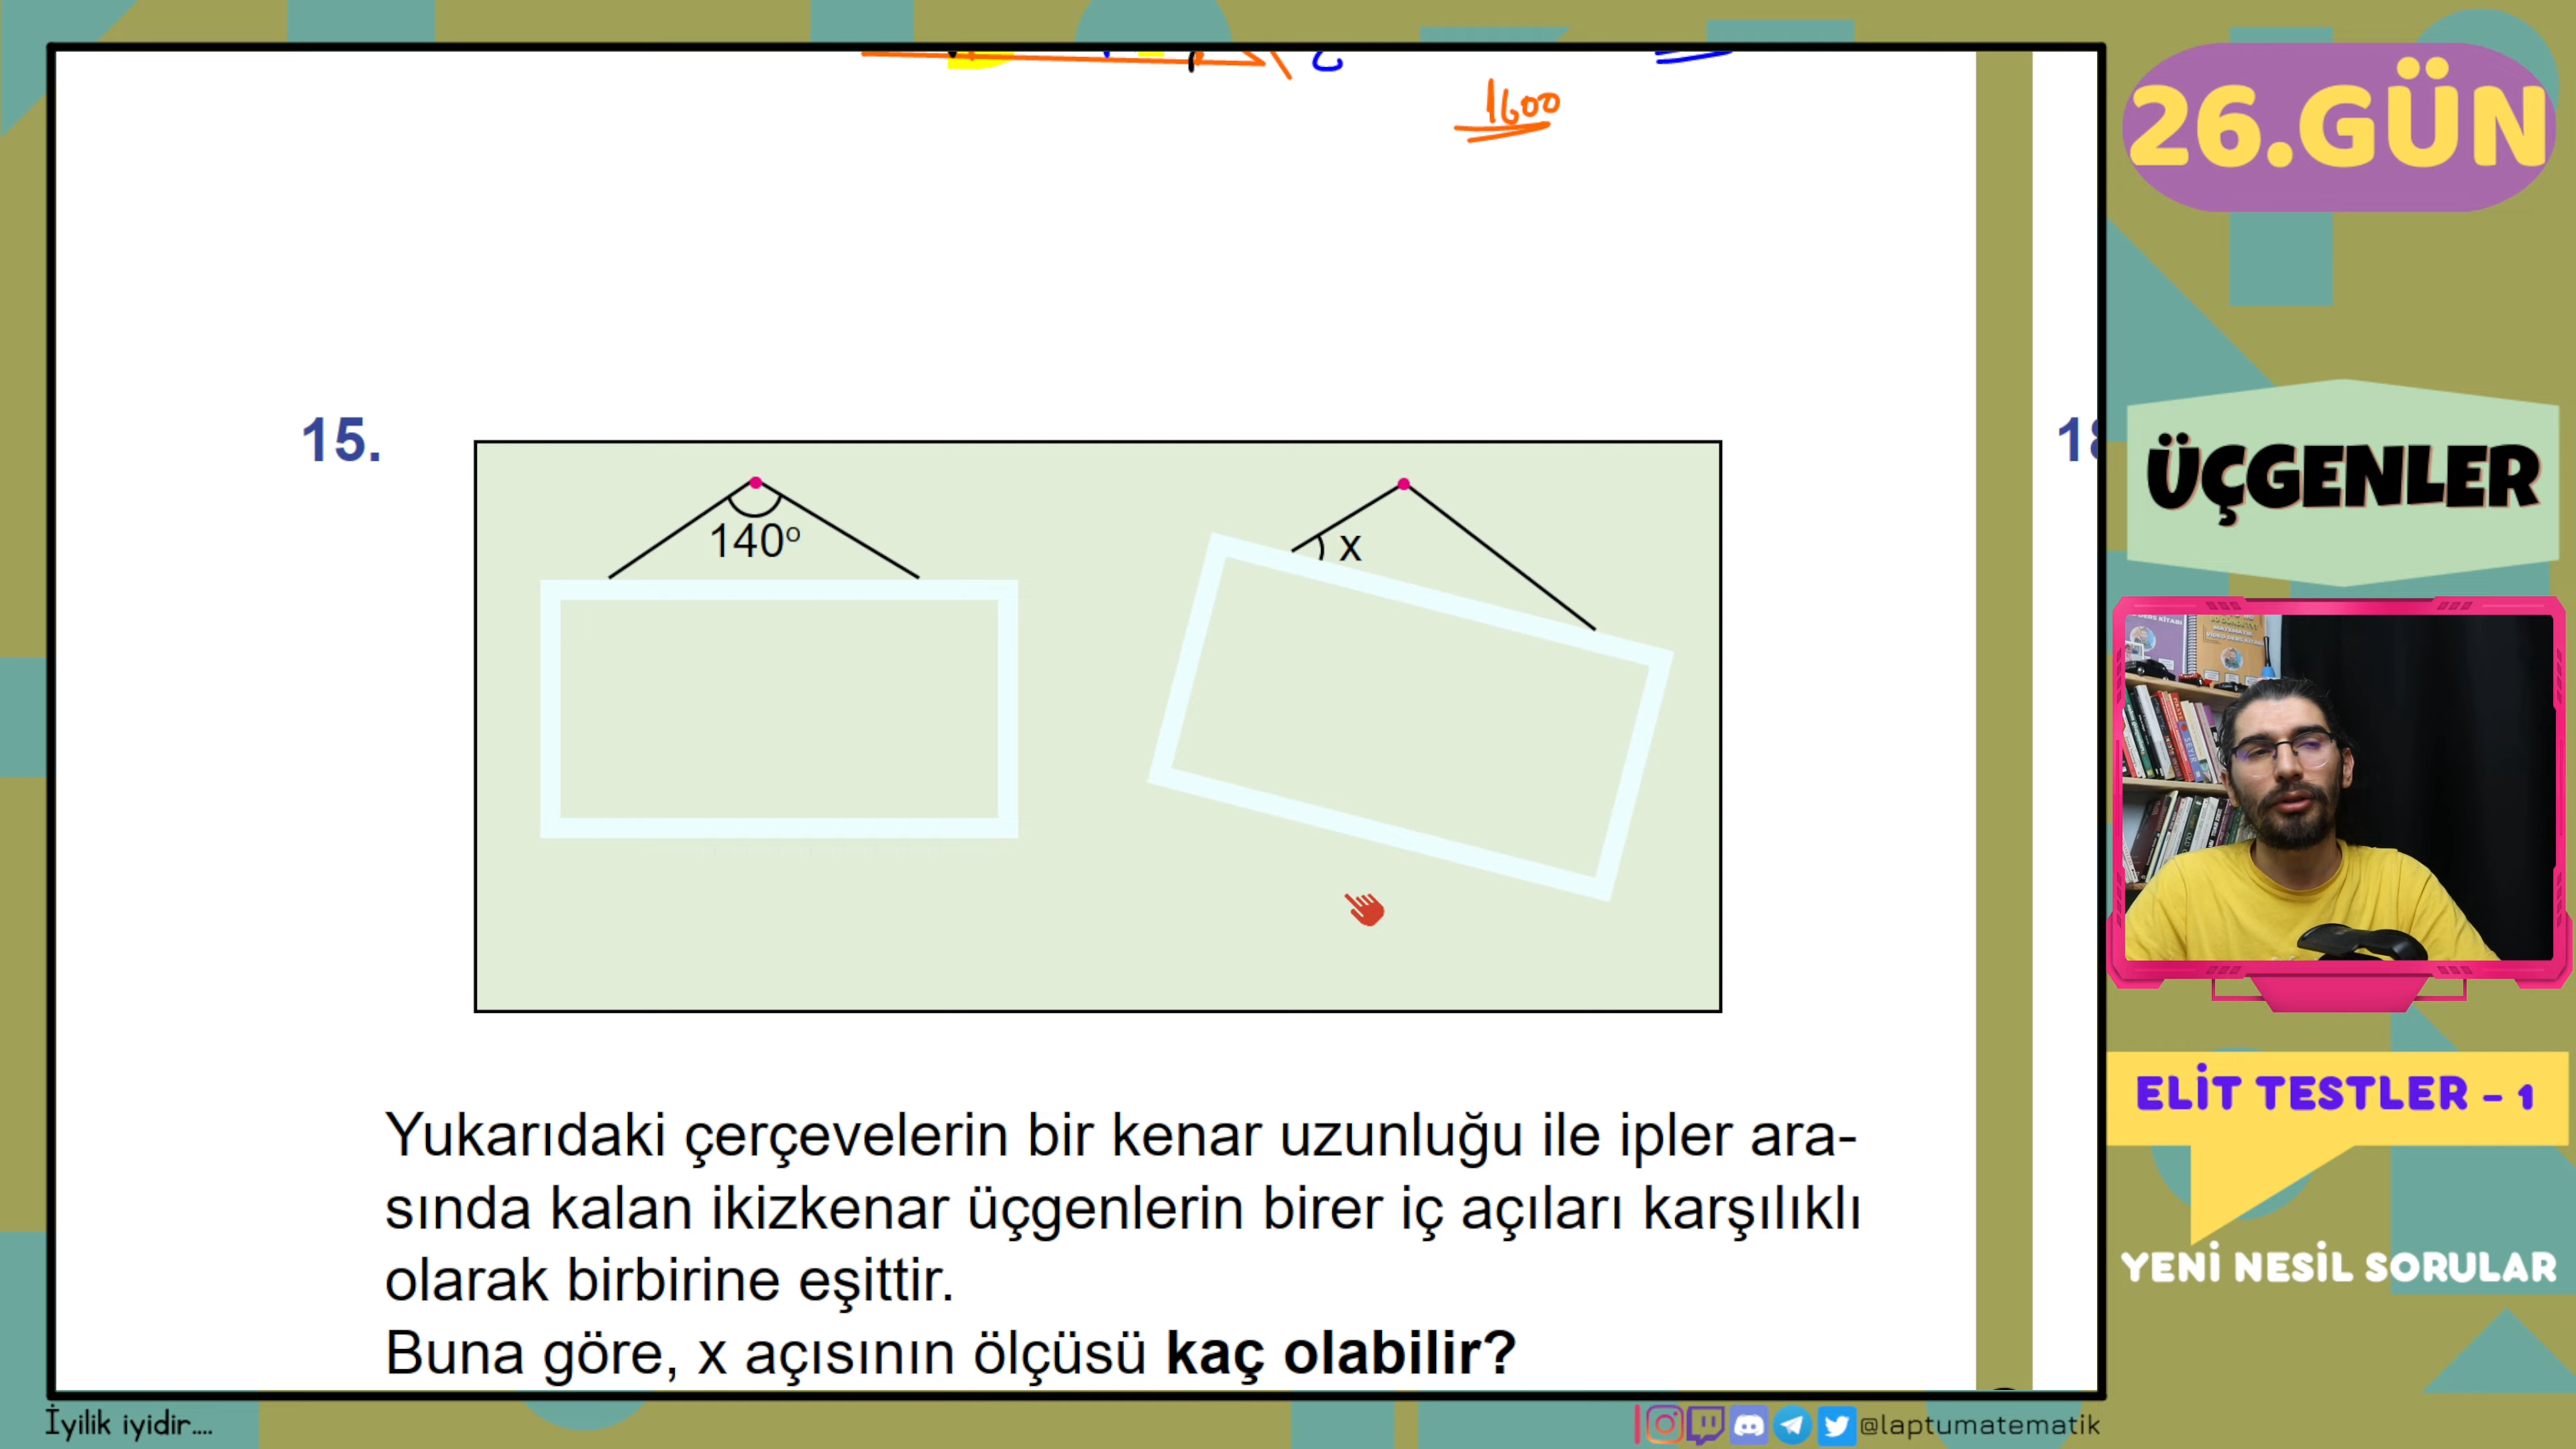 1600
26.GÜN
15.
140º
x
ÜÇGENLER
ELİT TESTLER - 1
YENİ NESİL SORULAR
Yukarıdaki çerçevelerin bir kenar uzunluğu ile ipler ara-
sında kalan ikizkenar üçgenlerin birer iç açıları karşılıklı
olarak birbirine eşittir.
Buna göre, x açısının ölçüsü kaç olabilir?
İyilik iyidir....
@laptumatematik